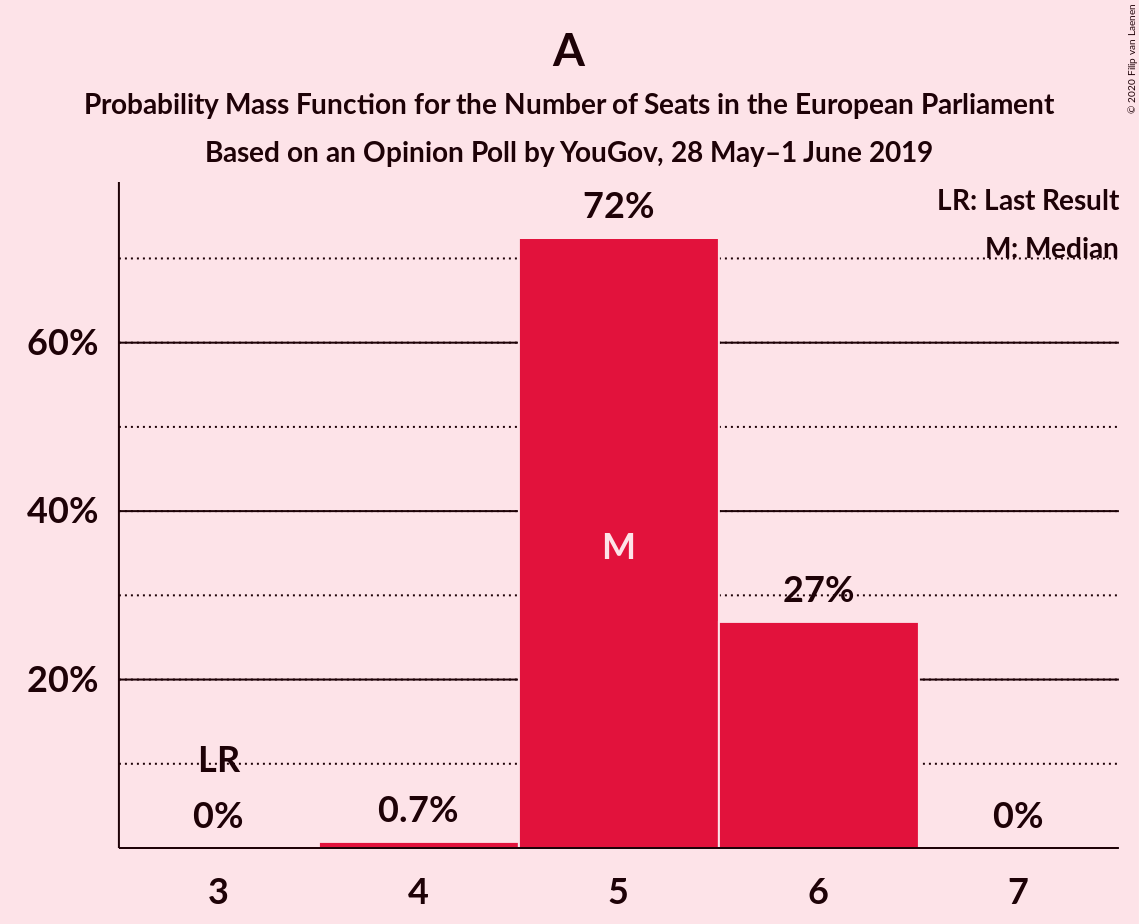 A
Probability Mass Function for the Number of Seats in the European Parliament
Based on an Opinion Poll by YouGov, 28 May–1 June 2019
© 2020 Filip van Laenen
LR: Last Result
M: Median
72%
60%
40%
20%
M
27%
LR
0%
0.7%
0%
3
4
5
6
7